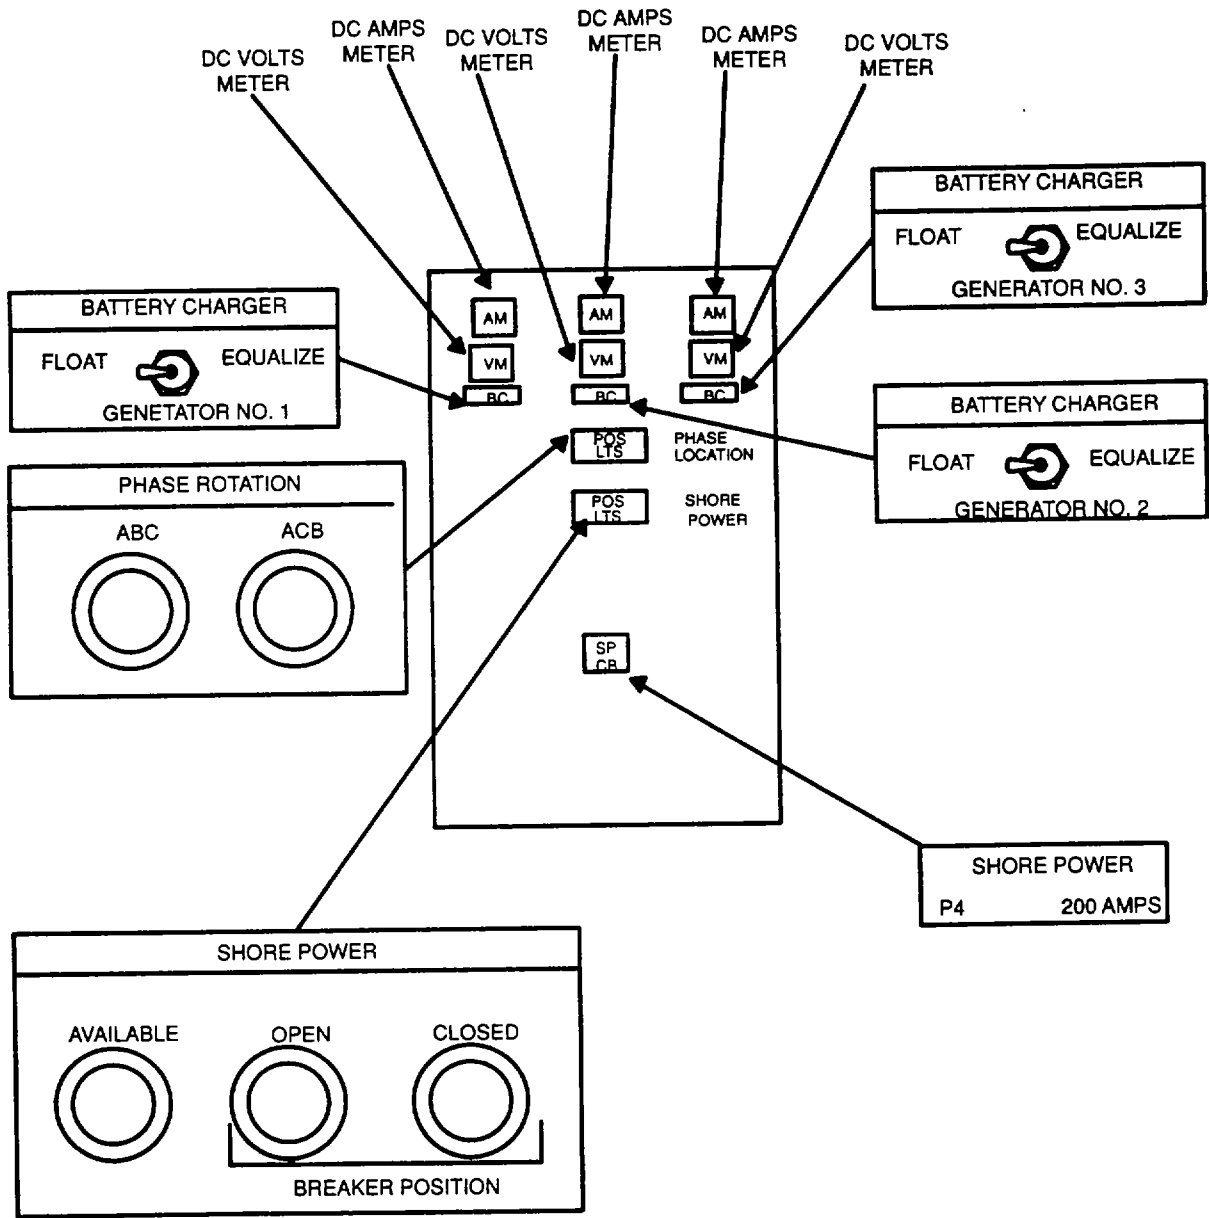 DC VOLTS
METER
DC AMPS
METER
DC VOLTS
METER
DC AMPS
METER
DC AMPS
METER
DC VOLTS
METER
BATTERY CHARGER
FLOAT
EQUALIZE
GENERATOR NO. 3
BATTERY CHARGER
FLOAT
EQUALIZE
GENETATOR NO. 1
AM
AM
AM
VM
VM
VM
BC
BC
BC
BATTERY CHARGER
FLOAT
EQUALIZE
GENERATOR NO. 2
POS
LTS
PHASE
LOCATION
POS
LTS
SHORE
POWER
PHASE ROTATION
ABC
ACB
SP
CB
SHORE POWER
P4
200 AMPS
SHORE POWER
AVAILABLE
OPEN
CLOSED
BREAKER POSITION